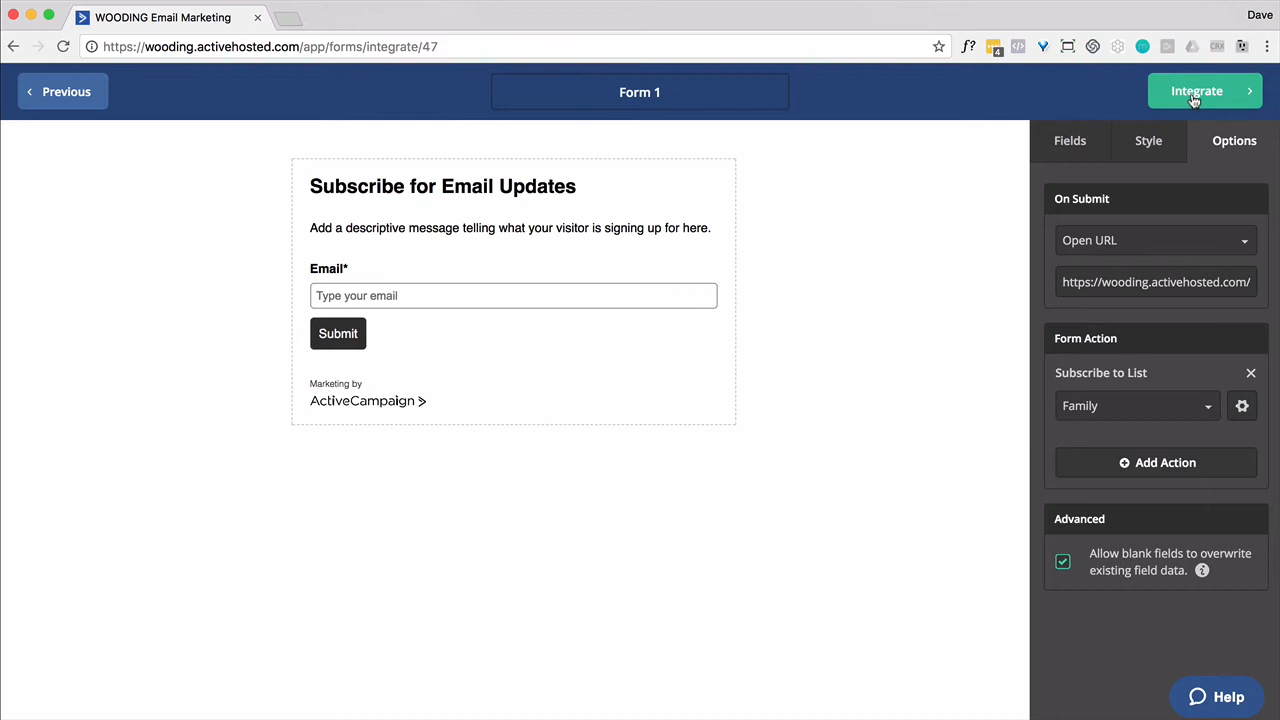 WOODING Email Marketing
Dave
https://wooding.activehosted.com/app/forms/integrate/47
f?
4
CRX
Previous
Form 1
Integrate
Fields
Style
Options
Subscribe for Email Updates
Add a descriptive message telling what your visitor is signing up for here.
Email*
Type your email
Submit
Marketing by
ActiveCampaign >
On Submit
Open URL
https://wooding.activehosted.com/
Form Action
Subscribe to List
Family
Add Action
Advanced
Allow blank fields to overwrite
existing field data.
Help